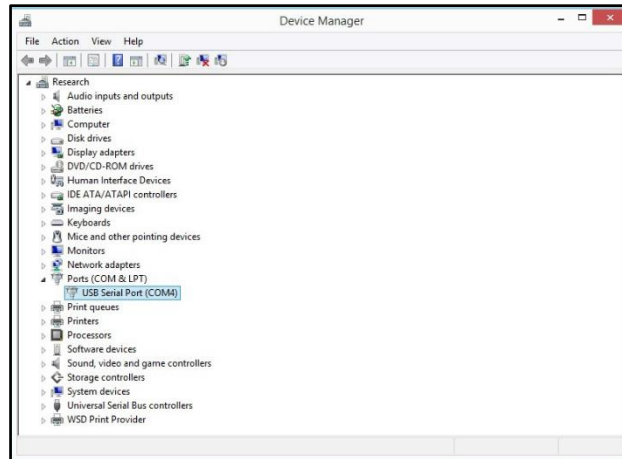 Device Manager
File Action View Help
Research
Audio inputs and outputs
Batteries
Computer
Disk drives
Display adapters
DVD/CD-ROM drives
Human Interface Devices
IDE ATA/ATAPI controllers
Imaging devices
Keyboards
Mice and other pointing devices
Monitors
Network adapters
Ports (COM & LPT)
USB Serial Port (COM4)
Print queues
Printers
Processors
Software devices
Sound, video and game controllers
Storage controllers
System devices
Universal Serial Bus controllers
WSD Print Provider